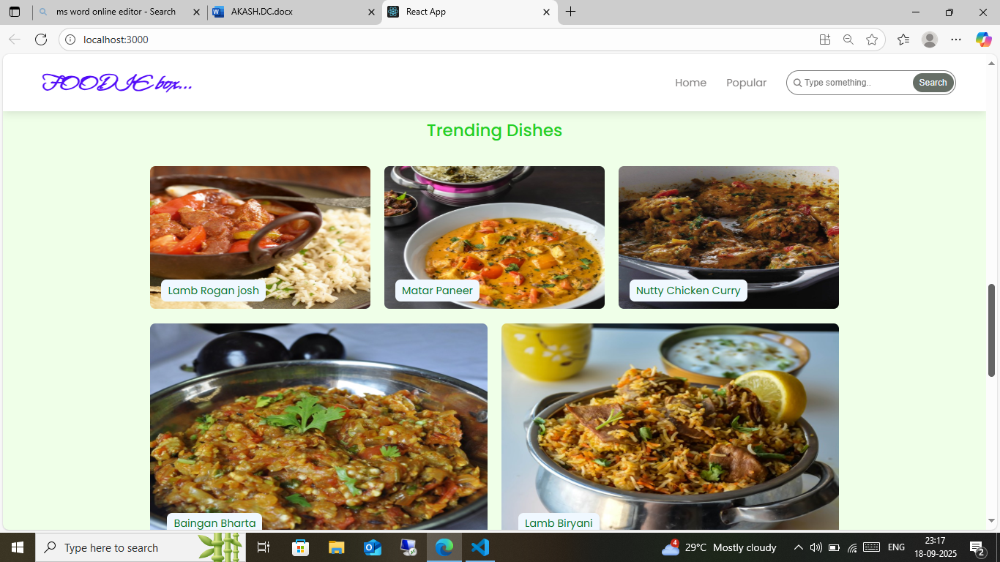 ms word online editor - Search
AKASH.DC.docx
React App
localhost:3000
FOODIE box...
Home
Popular
Type something..
Search
Trending Dishes
Lamb Rogan josh
Matar Paneer
Nutty Chicken Curry
Baingan Bharta
Lamb Biryani
Type here to search
4
29°C Mostly cloudy
ENG
23:17
18-09-2025
2